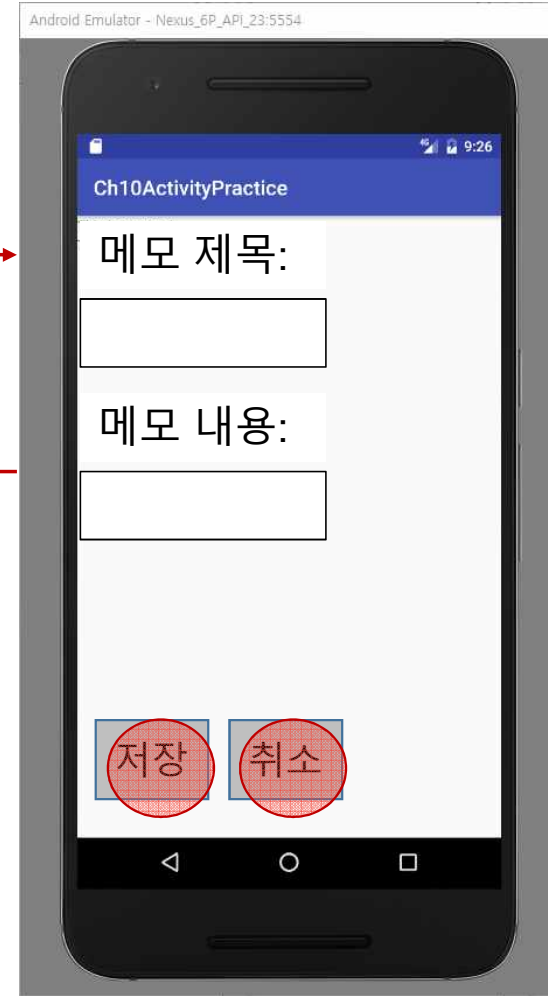 Android Emulator - Nexus_6P_API_23:5554
4G 9:26
Ch10ActivityPractice
메모 제목:
메모 내용:
저장 취소